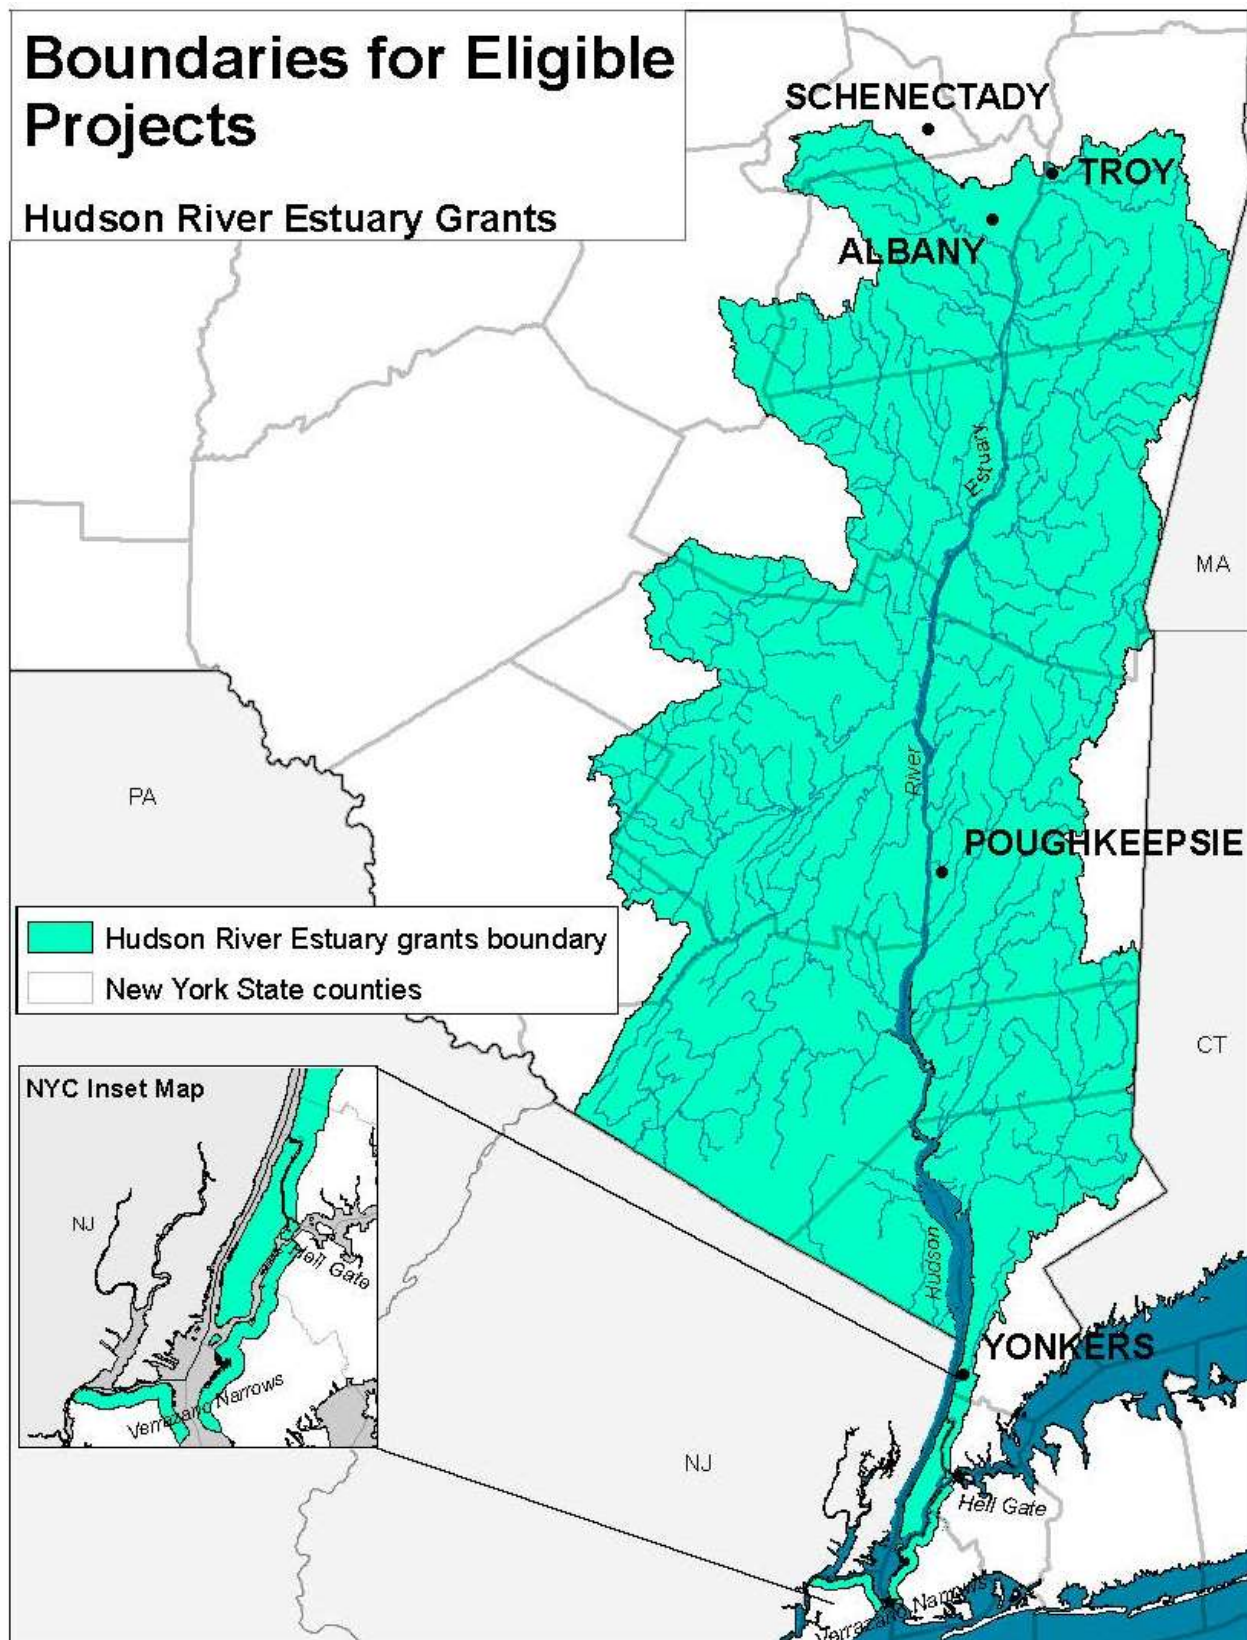 Boundaries for Eligible
Projects
Hudson River Estuary Grants
SCHENECTADY
TROY
ALBANY
Estuary
MA
River
PA
POUGHKEEPSIE
Hudson River Estuary grants boundary
New York State counties
CT
NYC Inset Map
NJ
Hell Gate
Verrazano Narrows
Hudson
YONKERS
NJ
Hell Gate
Verrazano Narrows